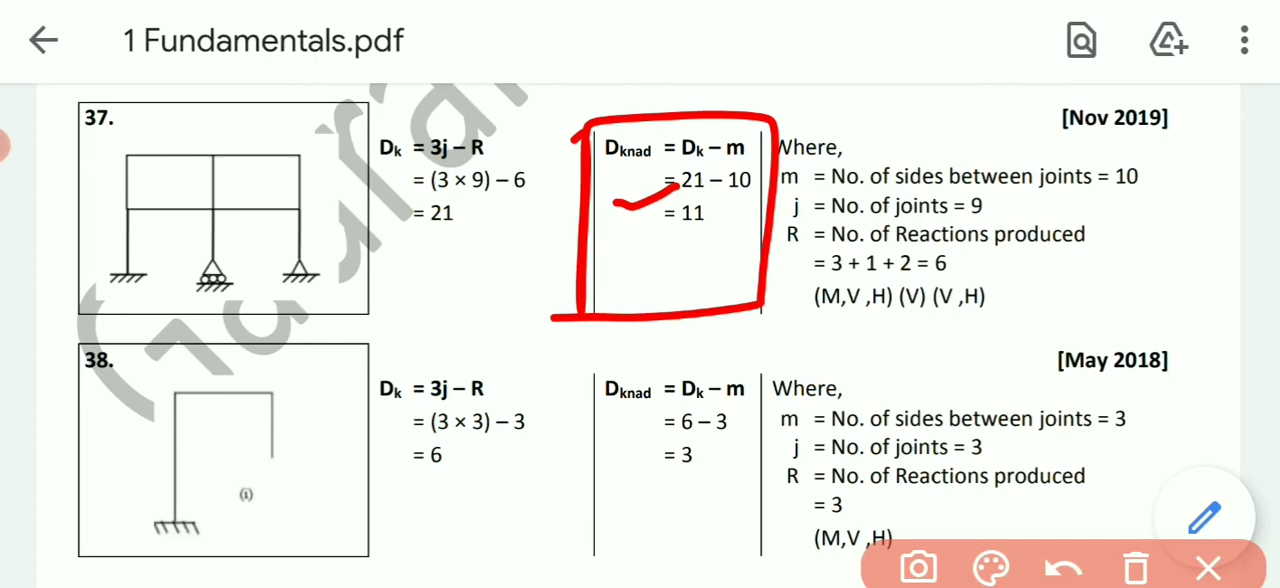 1 Fundamentals.pdf
37.
[Nov 2019]
Dk = 3j – R
= (3 × 9) – 6
= 21
Dknad = Dk – m
= 21 – 10
= 11
Where,
m = No. of sides between joints = 10
j = No. of joints = 9
R = No. of Reactions produced
= 3 + 1 + 2 = 6
(M,V ,H) (V) (V ,H)
38.
[May 2018]
(i)
Dk = 3j – R
= (3 × 3) – 3
= 6
Dknad = Dk – m
= 6 – 3
= 3
Where,
m = No. of sides between joints = 3
j = No. of joints = 3
R = No. of Reactions produced
= 3
(M,V ,H)